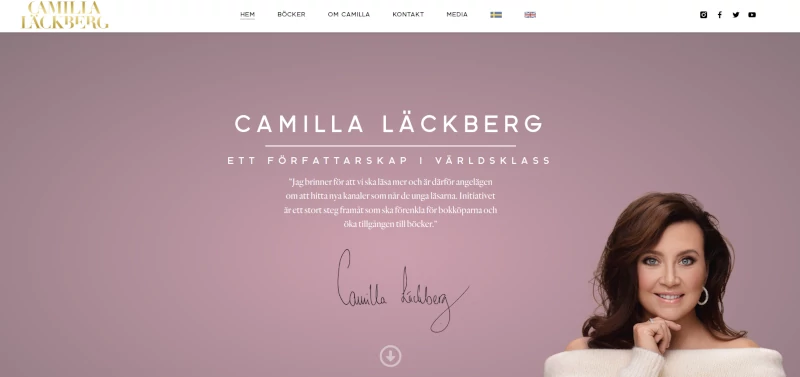 CAMILLA
LÄCKBERG
HEM BÖCKER OM CAMILLA KONTAKT MEDIA
CAMILLA LÄCKBERG
ETT FÖRFATTARSKAP I VÄRLDSKLASS
"Jag brinner för att vi ska läsa mer och är därför angelägen
om att hitta nya kanaler som når de unga läsarna. Initiativet
är ett stort steg framåt som ska förenkla för bokköparna och
öka tillgången till böcker."
Camilla Läckberg